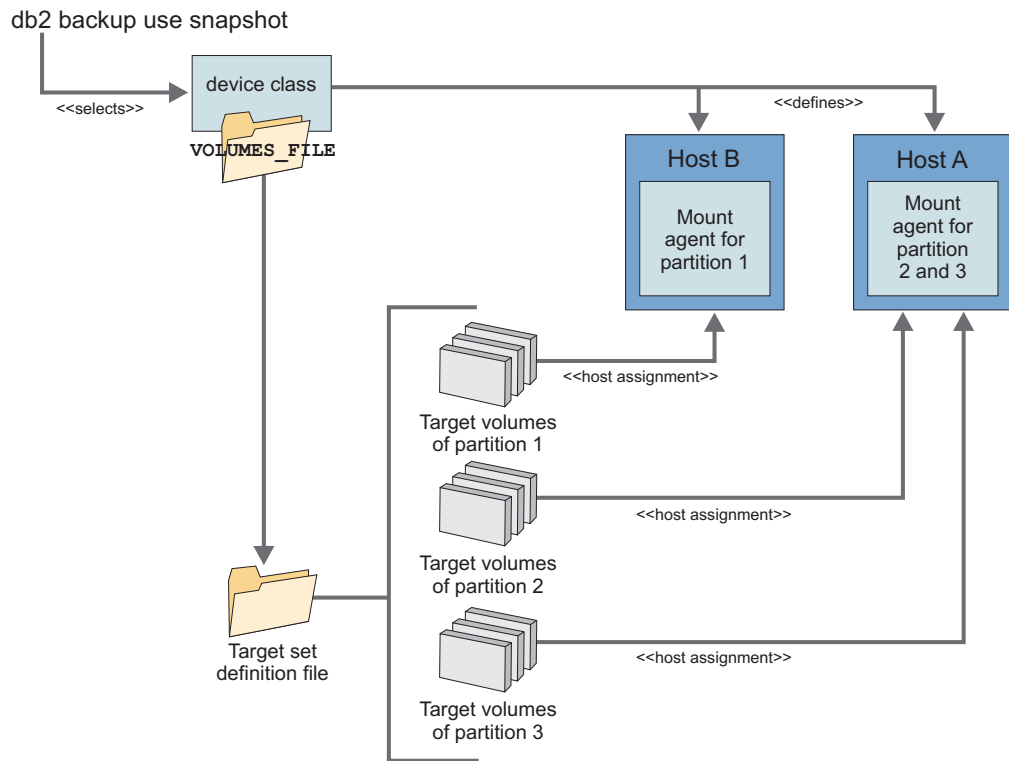 db2 backup use snapshot
device class
<<selects>>
<<defines>>
VOLUMES_FILE
Host B
Host A
Mount
agent for
partition 1
Mount
agent for
partition
2 and 3
<<host assignment>>
Target volumes
of partition 1
<<host assignment>>
Target volumes
of partition 2
Target set
definition file
<<host assignment>>
Target volumes
of partition 3